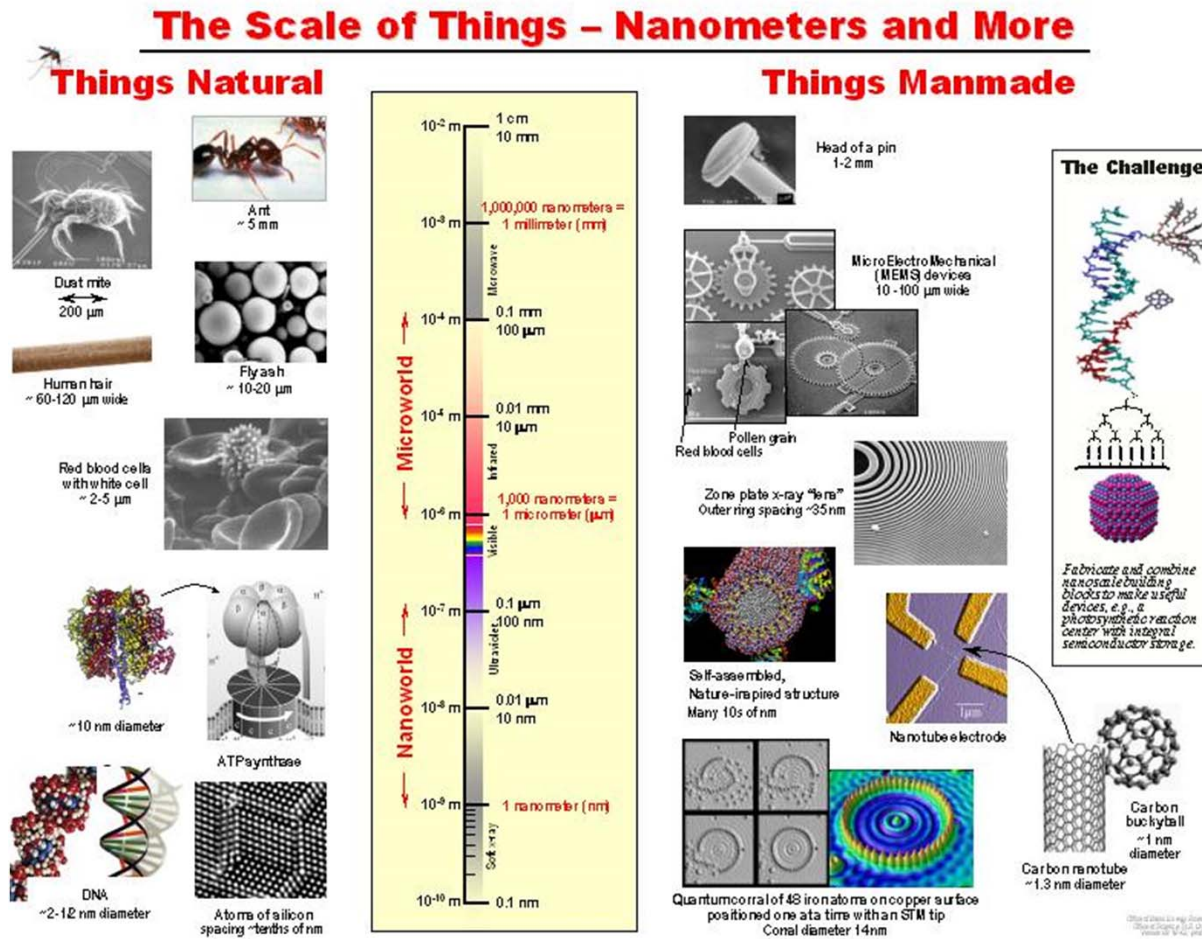 The Scale of Things – Nanometers and More
Things Natural
Things Manmade
Ant
~ 5 mm
Dust mite
200 µm
Fly ash
~ 10-20 µm
Human hair
~ 60-120 µm wide
Red blood cells
with white cell
~ 2-5 µm
~10 nm diameter
ATP synthase
DNA
~2-1/2 nm diameter
Atoms of silicon
spacing ~tenths of nm
10-2 m
1 cm
10 mm
10-3 m
1,000,000 nanometers =
1 millimeter (mm)
Microwave
10-4 m
0.1 mm
100 µm
Microworld
10-4 m
0.01 mm
10 µm
Infrared
10-6 m
1,000 nanometers =
1 micrometer (µm)
Visible
10-7 m
0.1 µm
100 nm
Nanoworld
Ultraviolet
10-8 m
0.01 µm
10 nm
10-9 m
1 nanometer (nm)
Soft x-ray
10-10 m
0.1 nm
Head of a pin
1-2 mm
MicroElectroMechanical
(MEMS) devices
10 -100 µm wide
Pollen grain
Red blood cells
Zone plate x-ray "lens"
Outer ring spacing ~35 nm
Self-assembled,
Nature-inspired structure
Many 10s of nm
1µm
Nanotube electrode
Quantum corral of 48 iron atoms on copper surface
positioned one at a time with an STM tip
Corral diameter 14 nm
Carbon nanotube
~1.3 nm diameter
Carbon
buckyball
~1 nm
diameter
The Challenge
Fabricate and combine
nanoscale building
blocks to make useful
devices, e.g., a
photosynthetic reaction
center with integral
semiconductor storage.